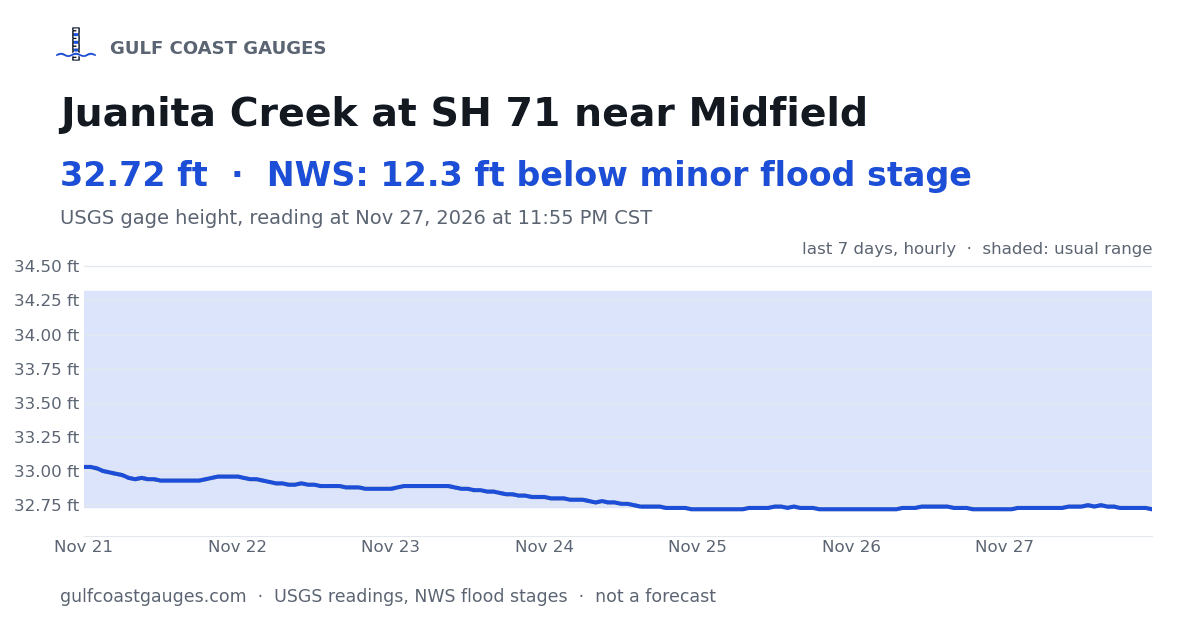 GULF COAST GAUGES
Juanita Creek at SH 71 near Midfield
32.72 ft · NWS: 12.3 ft below minor flood stage
USGS gage height, reading at Nov 27, 2026 at 11:55 PM CST
last 7 days, hourly · shaded: usual range
34.50 ft
34.25 ft
34.00 ft
33.75 ft
33.50 ft
33.25 ft
33.00 ft
32.75 ft
Nov 21 Nov 22 Nov 23 Nov 24 Nov 25 Nov 26 Nov 27
gulfcoastgauges.com · USGS readings, NWS flood stages · not a forecast